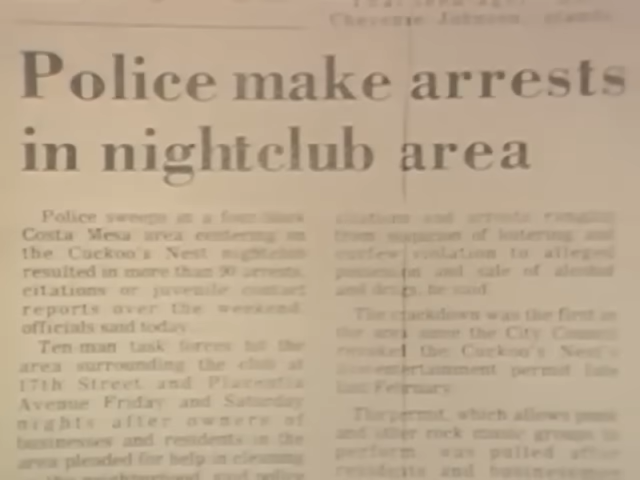 Cheyenne Johnson,
Police make arrests
in nightclub area
Police sweeps in a four-block
Costa Mesa area centering on
the Cuckoo's Nest nightclub
resulted in more than 90 arrests,
citations or juvenile contact
reports over the weekend,
officials said today.
Ten-man task forces hit the
area surrounding the club at
17th Street and Placentia
Avenue Friday and Saturday
nights after owners of
businesses and residents in the
area pleaded for help in cleaning
police
citations and arrests ranging
from suspicion of loitering and
curfew violation to alleged
possession and sale of alcohol
and drugs, he said.
The crackdown was the first in
the area since the City Council
revoked the Cuckoo's Nest's
entertainment permit late
last February.
The permit, which allows punk
and other rock music groups to
perform, was pulled after
residents and businessmen